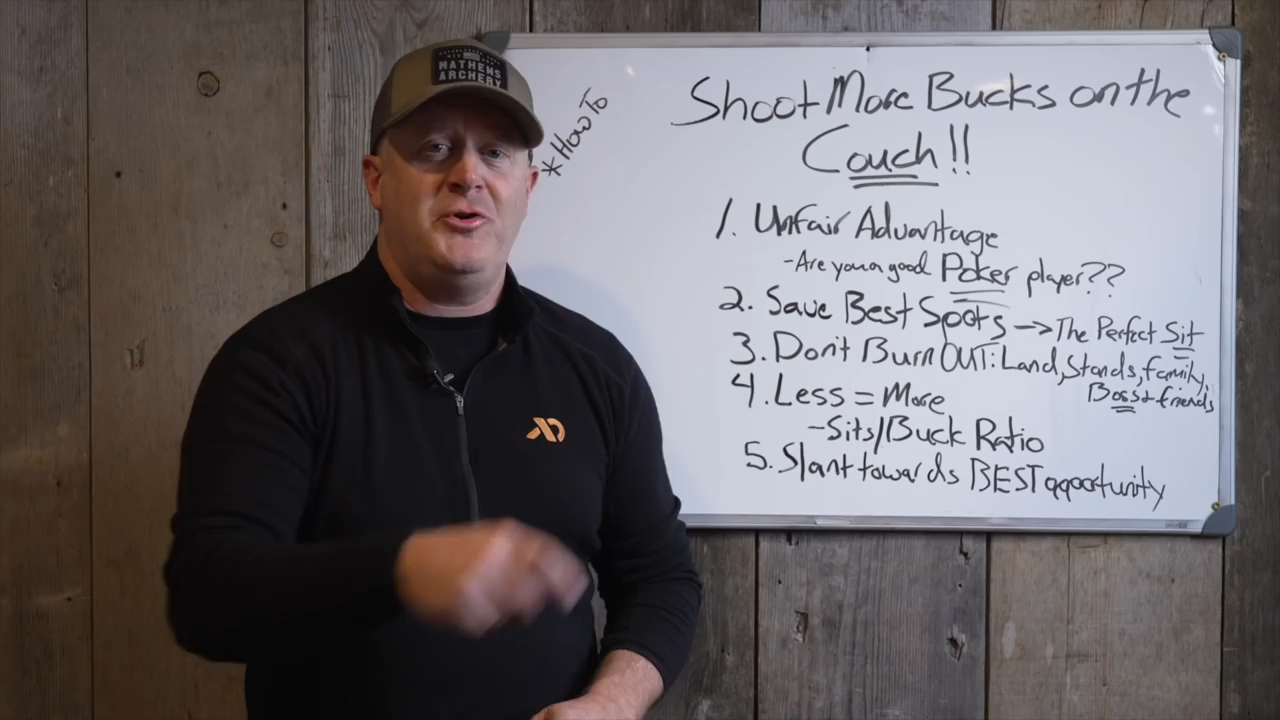 MATHEWS
ARCHERY
*How To
Shoot More Bucks on the
Couch!!
1. Unfair Advantage
-Are you a good Poker player??
2. Save Best Spots -> The Perfect Sit
3. Don't Burn OUT: Land, Stands, family,
Boss & friends
4. Less = More
-Sits/Buck Ratio
5. Slant towards BEST opportunity